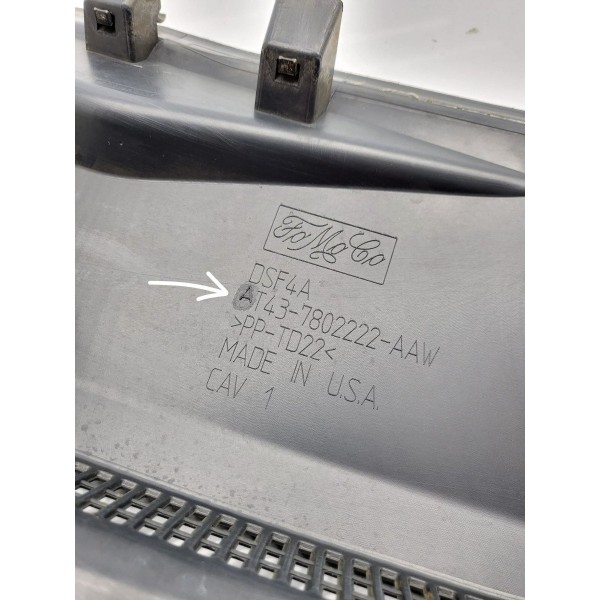 FoMoCo
DSF4A
AT43-7802222-AAW
>PP-TD22<
MADE IN U.S.A.
CAV 1